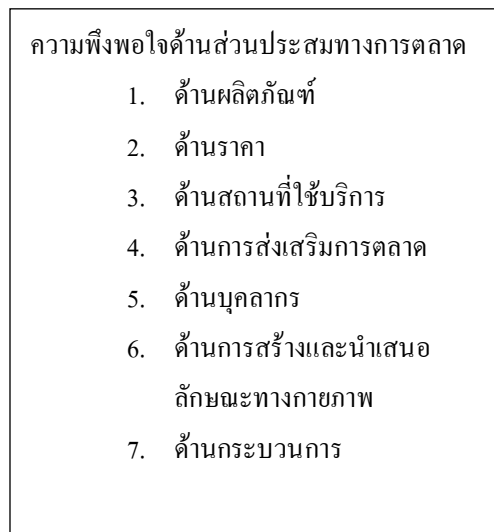 ความพึงพอใจด้านส่วนประสมทางการตลาด
1. ด้านผลิตภัณฑ์
2. ด้านราคา
3. ด้านสถานที่ใช้บริการ
4. ด้านการส่งเสริมการตลาด
5. ด้านบุคลากร
6. ด้านการสร้างและนำเสนอ
ลักษณะทางกายภาพ
7. ด้านกระบวนการ